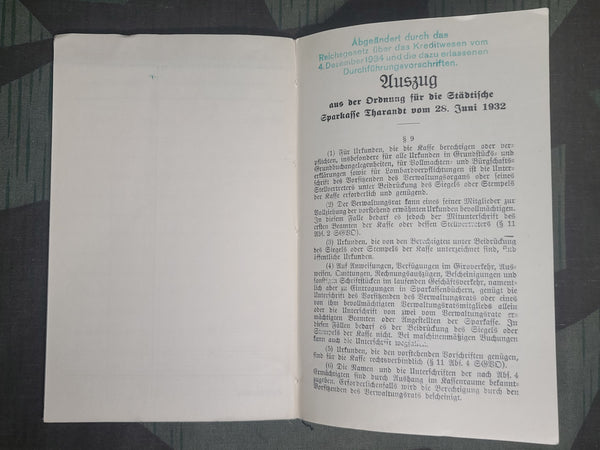 Abgeändert durch das
Reichsgesetz über das Kreditwesen vom
4. Dezember 1934 und die dazu erlassenen
Durchführungsvorschriften.
Auszug
aus der Ordnung für die Städtische
Sparkasse Tharandt vom 28. Juni 1932
§ 9
(1) Für Urkunden, die die Kasse berechtigen oder ver-
pflichten, insbesondere für alle Urkunden in Grundstücks- und
Grundbuchangelegenheiten, für Vollmachten- und Bürgschafts-
erklärungen sowie für Lombardverpflichtungen ist die Unter-
schrift des Vorsitzenden des Verwaltungsorgans oder seines
Stellvertreters unter Beidrückung des Siegels oder Stempels
der Kasse erforderlich und genügend.
(2) Der Verwaltungsrat kann eines seiner Mitglieder zur
Vollziehung der vorstehend erwähnten Urkunden bevollmächtigen.
In diesem Falle bedarf es jedoch der Mitunterschrift des
ersten Beamten der Kasse oder dessen Stellvertreters (§ 11
Abs. 2 SGVO).
(3) Urkunden, die von den Berechtigten unter Beidrückung
des Siegels oder Stempels der Kasse unterzeichnet sind, sind
öffentliche Urkunden.
(4) Auf Anweisungen, Verfügungen im Giroverkehr, Aus-
weisen, Quittungen, Rechnungsauszügen, Bescheinigungen und
sonstigen Schriftstücken im laufenden Geschäftsverkehr, nament-
lich aber zu Eintragungen in Sparkassenbüchern, genügt die
Unterschrift des Vorsitzenden des Verwaltungsrats oder eines
von ihm bevollmächtigten Verwaltungsratsmitglieds allein
oder die Unterschrift von zwei vom Verwaltungsrate er-
mächtigten Beamten oder Angestellten der Sparkasse. In
diesen Fällen bedarf es der Beidrückung des Siegels oder
Stempels der Kasse nicht. Bei maschinenmäßigen Buchungen
kann auch die Unterschrift wegfallen.
(5) Urkunden, die den vorstehenden Vorschriften genügen,
sind für die Kasse rechtsverbindlich (§ 11 Abs. 4 SGVO).
(6) Die Namen und die Unterschriften der nach Abs. 4
Ermächtigten sind durch Aushang im Kassenraume bekannt-
zugeben. Erforderlichenfalls wird die Berechtigung durch den
Vorsitzenden des Verwaltungsrats bescheinigt.